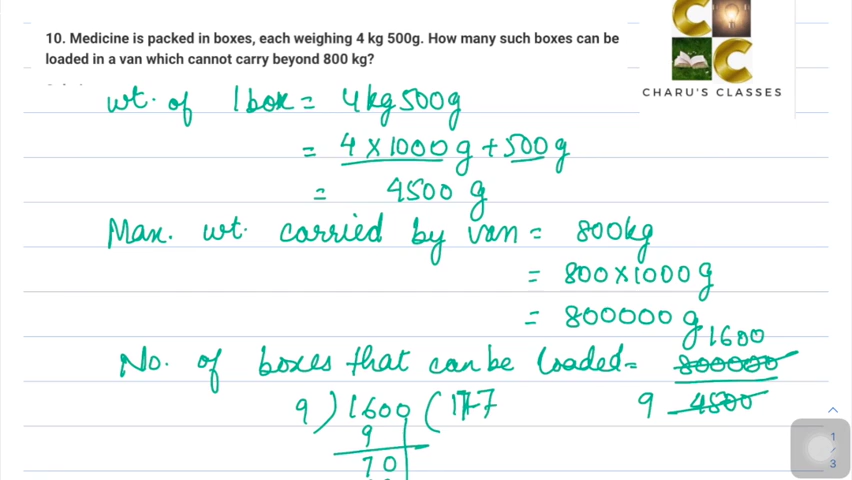 10. Medicine is packed in boxes, each weighing 4 kg 500g. How many such boxes can be
loaded in a van which cannot carry beyond 800 kg?
C C
CHARU'S CLASSES
wt. of 1 box = 4kg 500g
= 4 × 1000 g + 500 g
= 4500 g
Max. wt. carried by van = 800kg
= 800 × 1000 g
= 800000 g
1600
No. of boxes that can be loaded = 800000
9 ) 1600 ( 177 9 4500
9
70
1
3